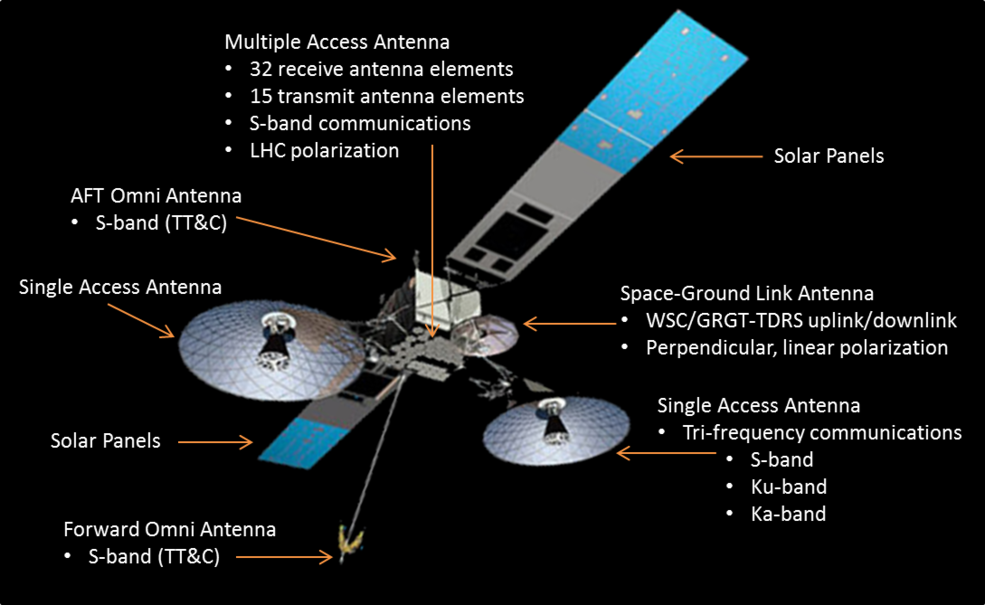 Multiple Access Antenna
• 32 receive antenna elements
• 15 transmit antenna elements
• S-band communications
• LHC polarization
Solar Panels
AFT Omni Antenna
• S-band (TT&C)
Single Access Antenna
Space-Ground Link Antenna
• WSC/GRGT-TDRS uplink/downlink
• Perpendicular, linear polarization
Single Access Antenna
• Tri-frequency communications
• S-band
• Ku-band
• Ka-band
Solar Panels
Forward Omni Antenna
• S-band (TT&C)